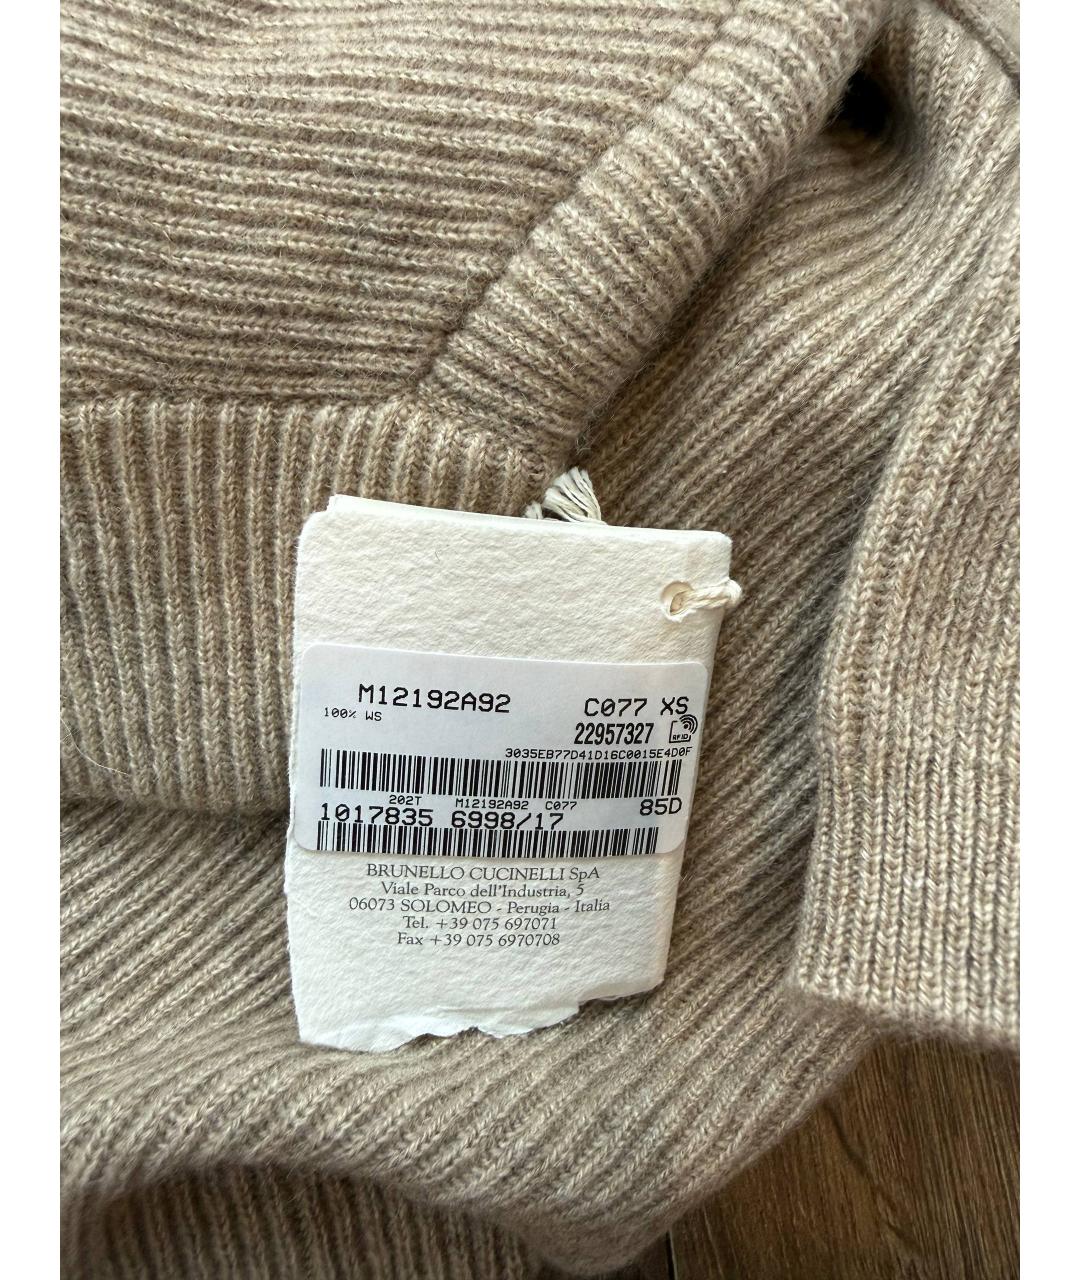 M12192A92 C077 XS
100% WS
22957327 RFID
3035EB77D41D16C0015E4D0F
202T M12192A92 C077 85D
1017835 6998/17
BRUNELLO CUCINELLI SpA
Viale Parco dell'Industria, 5
06073 SOLOMEO - Perugia - Italia
Tel. +39 075 697071
Fax +39 075 6970708